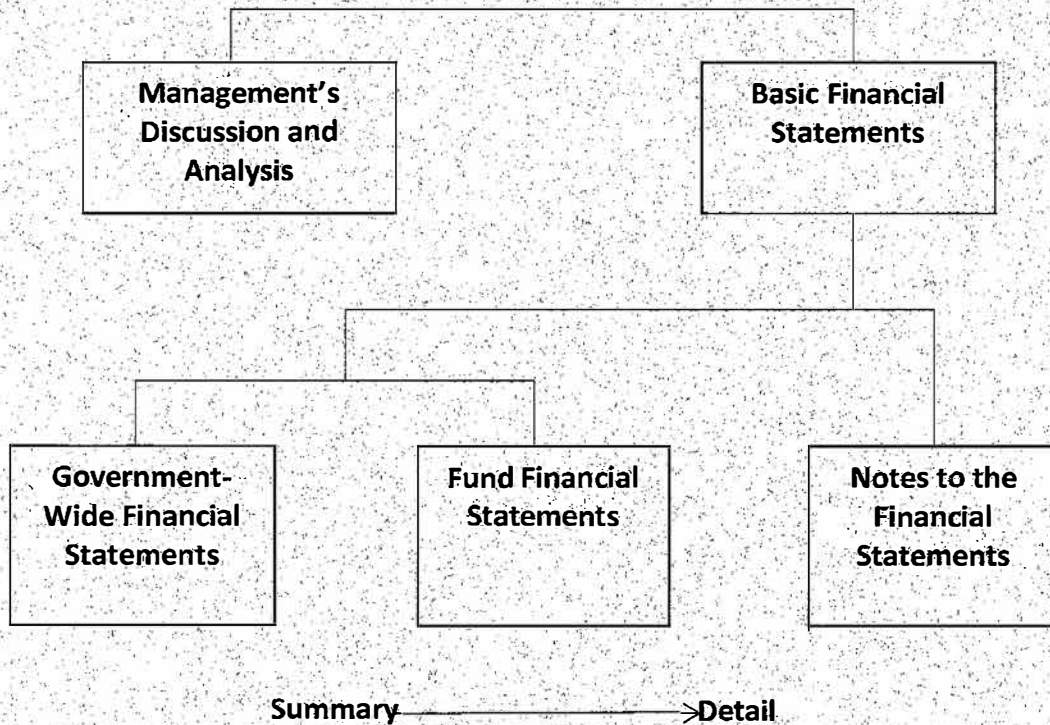 Management's
Discussion and
Analysis
Basic Financial
Statements
Government-
Wide Financial
Statements
Fund Financial
Statements
Notes to the
Financial
Statements
Summary
Detail